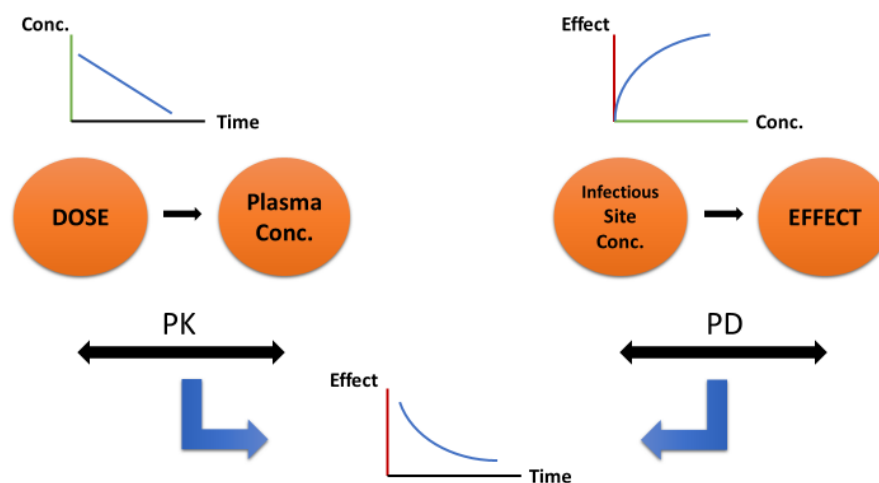 Conc.
Time
Effect
Conc.
DOSE
Plasma
Conc.
Infectious
Site
Conc.
EFFECT
PK
PD
Effect
Time